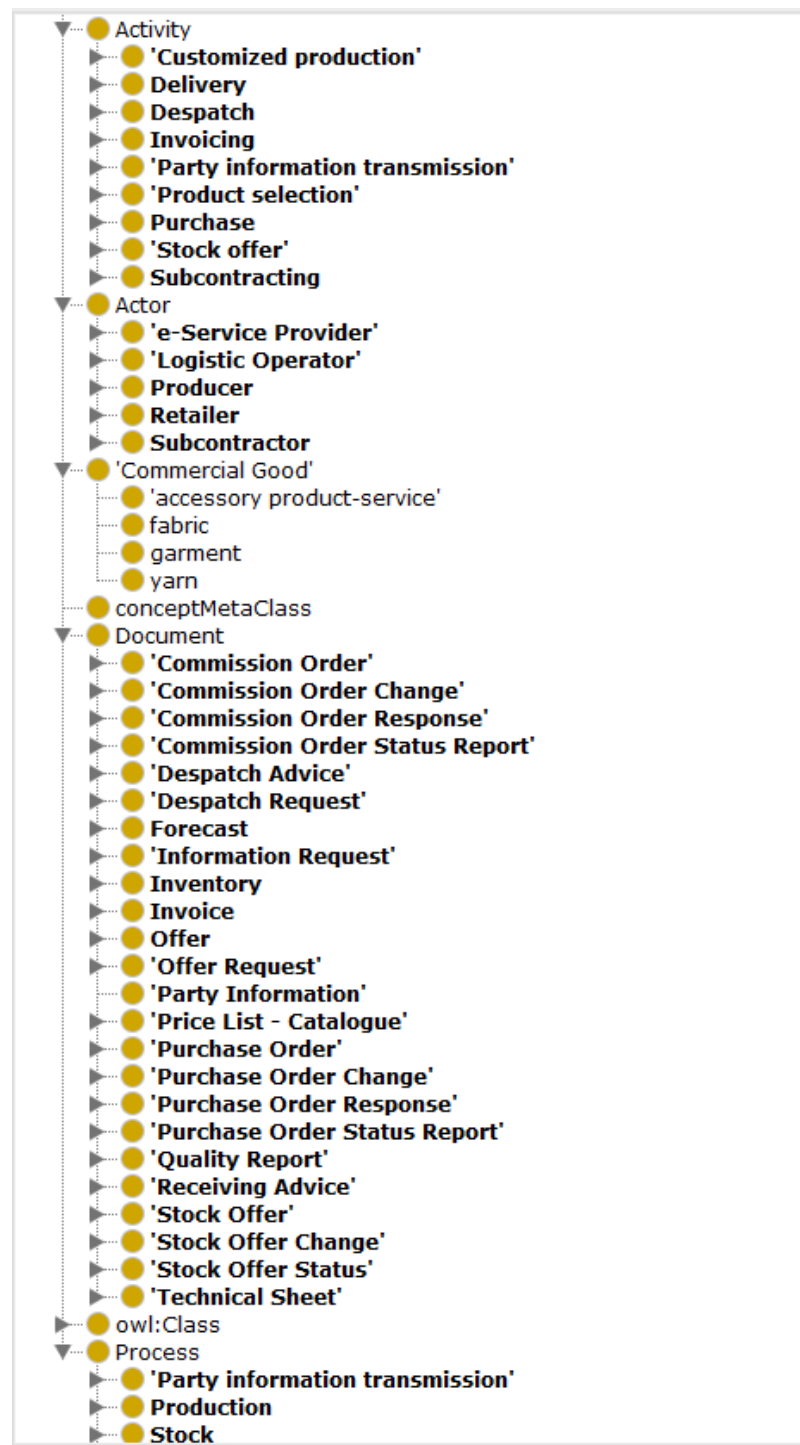 Activity
'Customized production'
Delivery
Despatch
Invoicing
'Party information transmission'
'Product selection'
Purchase
'Stock offer'
Subcontracting
Actor
'e-Service Provider'
'Logistic Operator'
Producer
Retailer
Subcontractor
'Commercial Good'
'accessory product-service'
fabric
garment
yarn
conceptMetaClass
Document
'Commission Order'
'Commission Order Change'
'Commission Order Response'
'Commission Order Status Report'
'Despatch Advice'
'Despatch Request'
Forecast
'Information Request'
Inventory
Invoice
Offer
'Offer Request'
'Party Information'
'Price List - Catalogue'
'Purchase Order'
'Purchase Order Change'
'Purchase Order Response'
'Purchase Order Status Report'
'Quality Report'
'Receiving Advice'
'Stock Offer'
'Stock Offer Change'
'Stock Offer Status'
'Technical Sheet'
owl:Class
Process
'Party information transmission'
Production
Stock